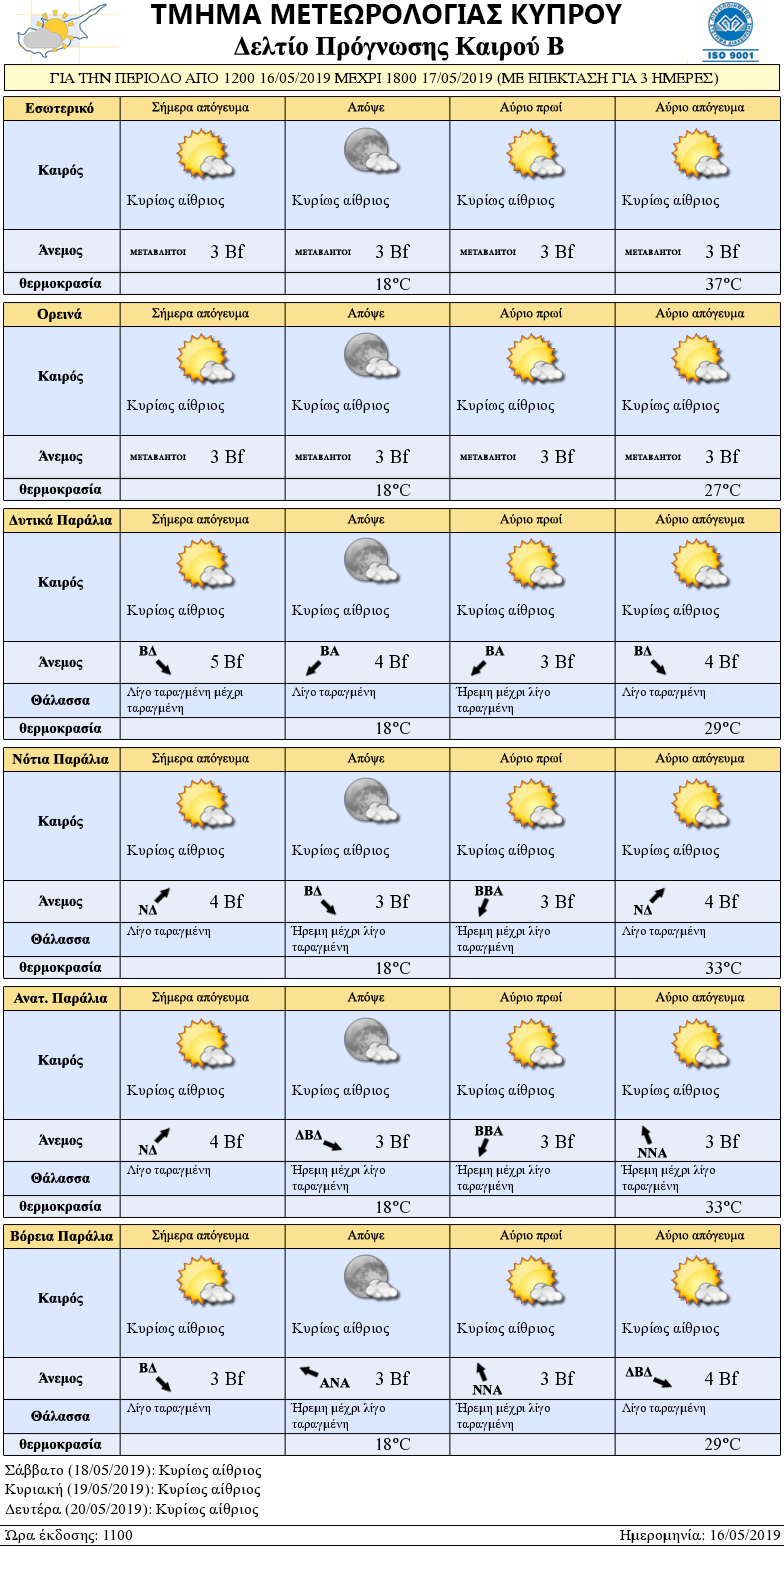 ΤΜΗΜΑ ΜΕΤΕΩΡΟΛΟΓΙΑΣ ΚΥΠΡΟΥ
Δελτίο Πρόγνωσης Καιρού Β
ISO 9001
ΓΙΑ ΤΗΝ ΠΕΡΙΟΔΟ ΑΠΟ 1200 16/05/2019 ΜΕΧΡΙ 1800 17/05/2019 (ΜΕ ΕΠΕΚΤΑΣΗ ΓΙΑ 3 ΗΜΕΡΕΣ)
Εσωτερικό Σήμερα απόγευμα Απόψε Αύριο πρωί Αύριο απόγευμα
Καιρός
Κυρίως αίθριος Κυρίως αίθριος Κυρίως αίθριος Κυρίως αίθριος
Άνεμος ΜΕΤΑΒΛΗΤΟΙ 3 Bf ΜΕΤΑΒΛΗΤΟΙ 3 Bf ΜΕΤΑΒΛΗΤΟΙ 3 Bf ΜΕΤΑΒΛΗΤΟΙ 3 Bf
θερμοκρασία 18°C 37°C
Ορεινά Σήμερα απόγευμα Απόψε Αύριο πρωί Αύριο απόγευμα
Καιρός
Κυρίως αίθριος Κυρίως αίθριος Κυρίως αίθριος Κυρίως αίθριος
Άνεμος ΜΕΤΑΒΛΗΤΟΙ 3 Bf ΜΕΤΑΒΛΗΤΟΙ 3 Bf ΜΕΤΑΒΛΗΤΟΙ 3 Bf ΜΕΤΑΒΛΗΤΟΙ 3 Bf
θερμοκρασία 18°C 27°C
Δυτικά Παράλια Σήμερα απόγευμα Απόψε Αύριο πρωί Αύριο απόγευμα
Καιρός
Κυρίως αίθριος Κυρίως αίθριος Κυρίως αίθριος Κυρίως αίθριος
Άνεμος ΒΔ 5 Bf ΒΑ 4 Bf ΒΑ 3 Bf ΒΔ 4 Bf
Θάλασσα Λίγο ταραγμένη μέχρι ταραγμένη Λίγο ταραγμένη Ήρεμη μέχρι λίγο ταραγμένη Λίγο ταραγμένη
θερμοκρασία 18°C 29°C
Νότια Παράλια Σήμερα απόγευμα Απόψε Αύριο πρωί Αύριο απόγευμα
Καιρός
Κυρίως αίθριος Κυρίως αίθριος Κυρίως αίθριος Κυρίως αίθριος
Άνεμος ΝΔ 4 Bf ΒΔ 3 Bf ΒΒΑ 3 Bf ΝΔ 4 Bf
Θάλασσα Λίγο ταραγμένη Ήρεμη μέχρι λίγο ταραγμένη Ήρεμη μέχρι λίγο ταραγμένη Λίγο ταραγμένη
θερμοκρασία 18°C 33°C
Ανατ. Παράλια Σήμερα απόγευμα Απόψε Αύριο πρωί Αύριο απόγευμα
Καιρός
Κυρίως αίθριος Κυρίως αίθριος Κυρίως αίθριος Κυρίως αίθριος
Άνεμος ΝΔ 4 Bf ΔΒΔ 3 Bf ΒΒΑ 3 Bf ΝΝΑ 3 Bf
Θάλασσα Λίγο ταραγμένη Ήρεμη μέχρι λίγο ταραγμένη Ήρεμη μέχρι λίγο ταραγμένη Ήρεμη μέχρι λίγο ταραγμένη
θερμοκρασία 18°C 33°C
Βόρεια Παράλια Σήμερα απόγευμα Απόψε Αύριο πρωί Αύριο απόγευμα
Καιρός
Κυρίως αίθριος Κυρίως αίθριος Κυρίως αίθριος Κυρίως αίθριος
Άνεμος ΒΔ 3 Bf ΑΝΑ 3 Bf ΝΝΑ 3 Bf ΔΒΔ 4 Bf
Θάλασσα Λίγο ταραγμένη Ήρεμη μέχρι λίγο ταραγμένη Ήρεμη μέχρι λίγο ταραγμένη Λίγο ταραγμένη
θερμοκρασία 18°C 29°C
Σάββατο (18/05/2019): Κυρίως αίθριος
Κυριακή (19/05/2019): Κυρίως αίθριος
Δευτέρα (20/05/2019): Κυρίως αίθριος
Ώρα έκδοσης: 1100 Ημερομηνία: 16/05/2019